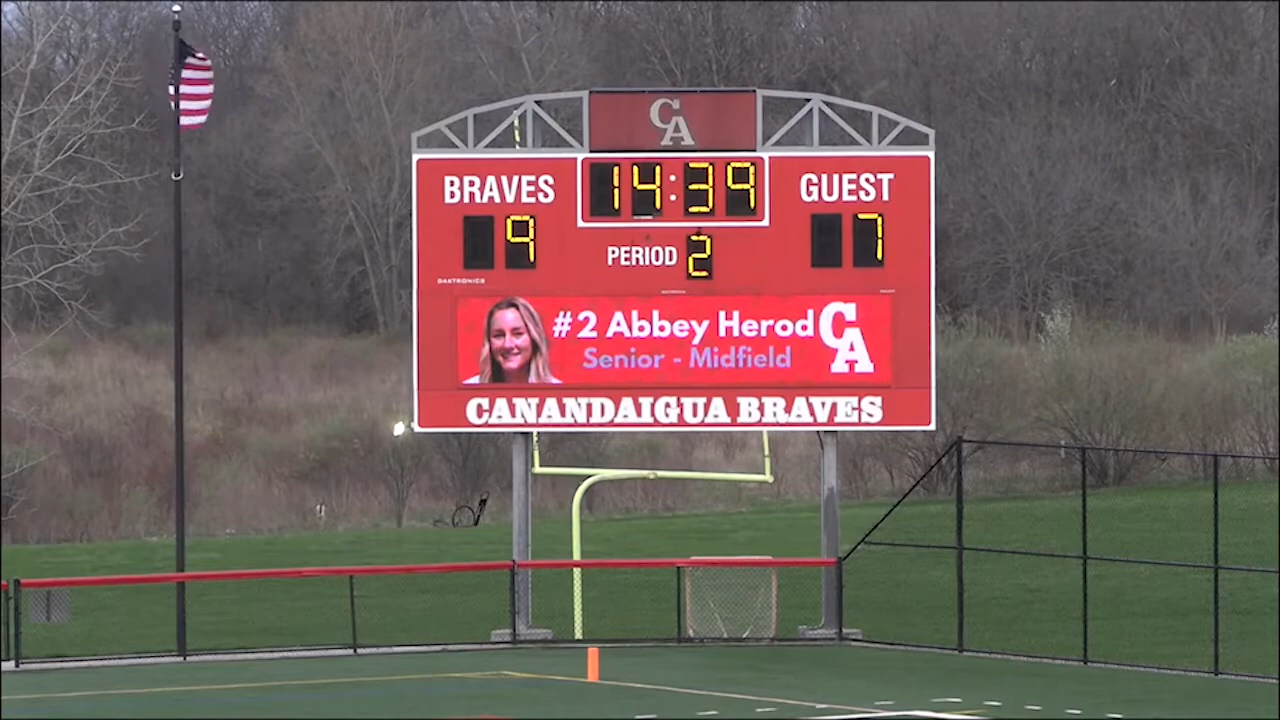 CA
BRAVES 14:39 GUEST
9 PERIOD 2 7
DAKTRONICS
#2 Abbey Herod CA
Senior - Midfield
CANANDAIGUA BRAVES